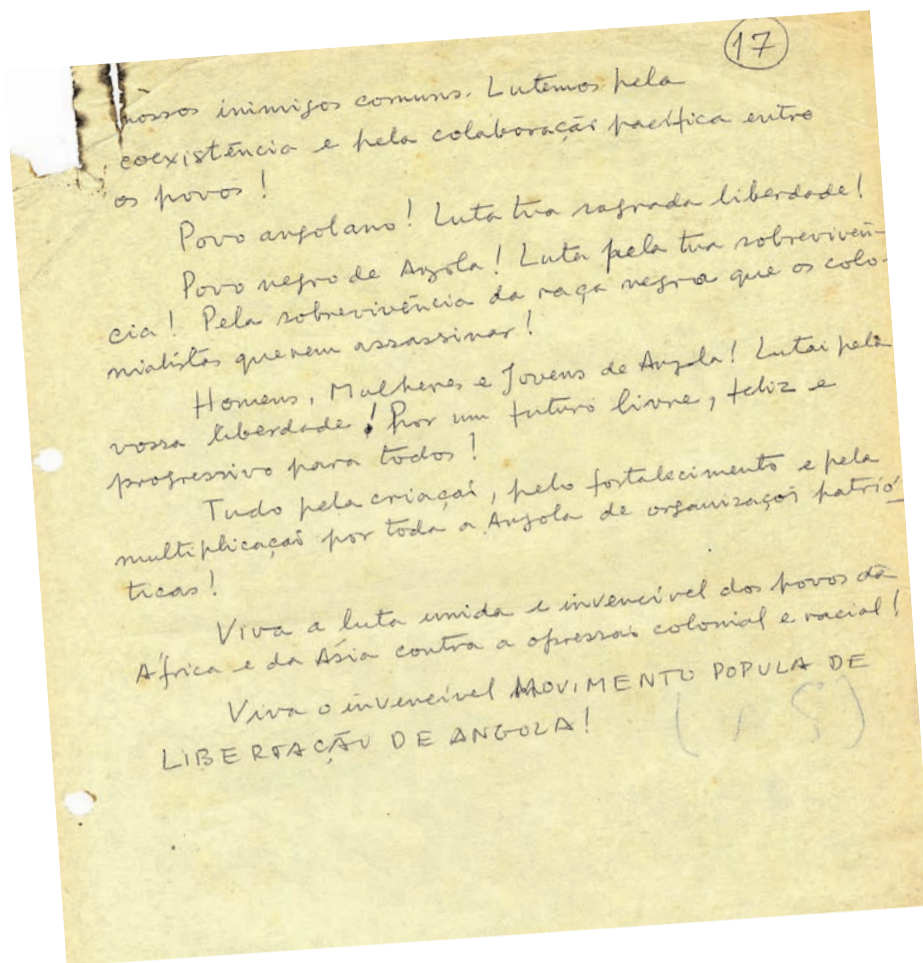 17
nossos inimigos comuns. Lutemos pela
coexistência e pela colaboração pacífica entre
os povos!
Povo angolano! Luta tua sagrada liberdade!
Povo negro de Angola! Luta pela tua sobrevivên-
cia! Pela sobrevivência da raça negra que os colo-
nialistas querem assassinar!
Homens, Mulheres e Jovens de Angola! Lutai pela
vossa liberdade! Por um futuro livre, feliz e
progressivo para todos!
Tudo pela criação, pelo fortalecimento e pela
multiplicação por toda a Angola de organizaçoi patrió-
ticas!
Viva a luta unida e invencível dos povos da
África e da Ásia contra a opressão colonial e racial!
Viva o invencível MOVIMENTO POPULA DE
LIBERTAÇÃO DE ANGOLA!